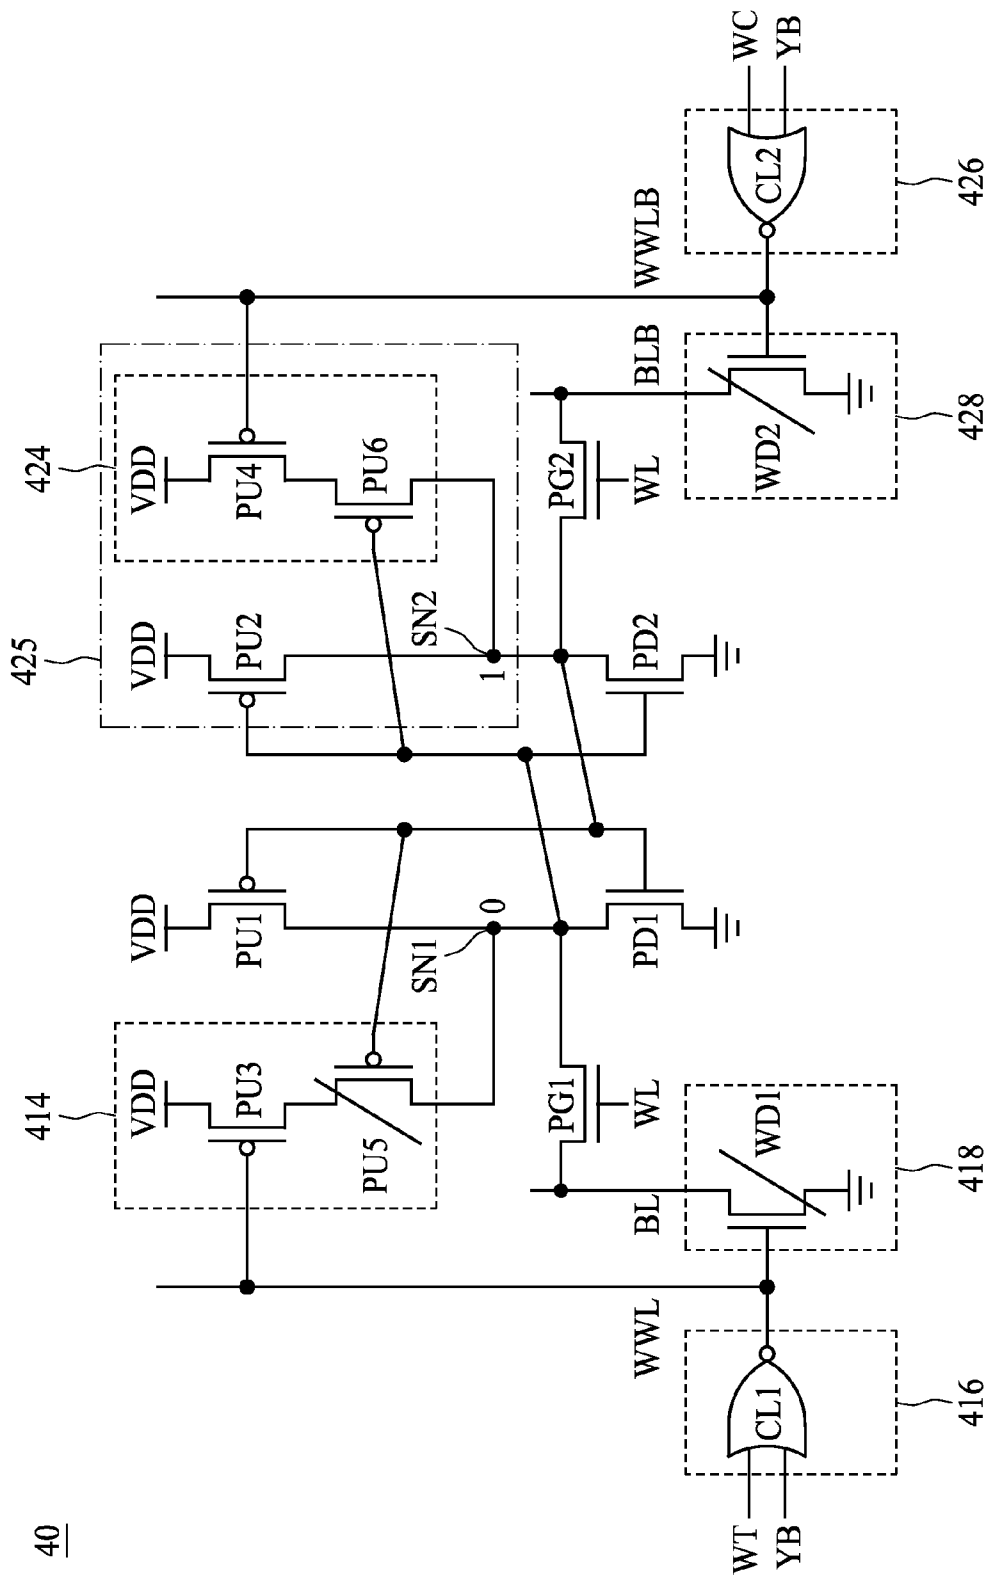 40
414
425
424
VDD
VDD
VDD
VDD
PU3
PU1
PU2
PU4
PU5
PU6
SN1
0
SN2
1
PG1
PG2
WL
WL
PD1
PD2
WWL
BL
BLB
WWLB
WT
YB
CL1
WD1
WD2
CL2
WC
YB
416
418
428
426